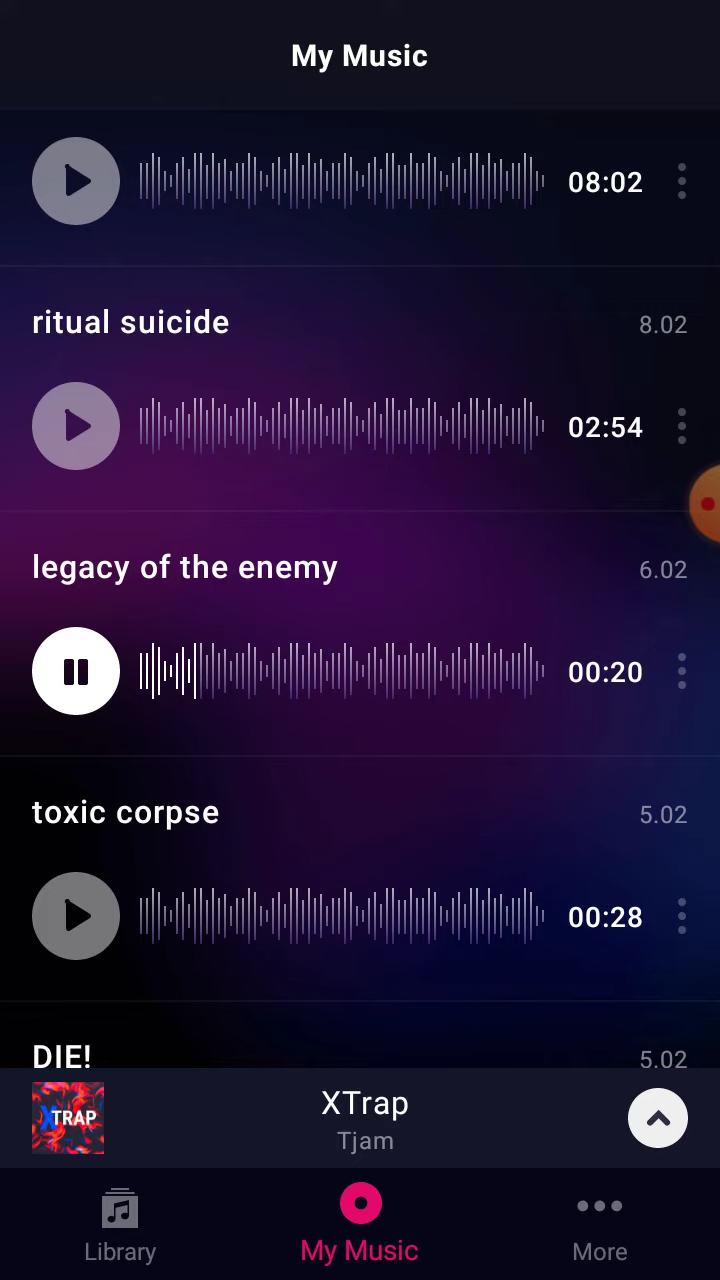 My Music
08:02
ritual suicide
8.02
02:54
legacy of the enemy
6.02
00:20
toxic corpse
5.02
00:28
DIE!
5.02
XTRAP
XTrap
Tjam
Library
My Music
More